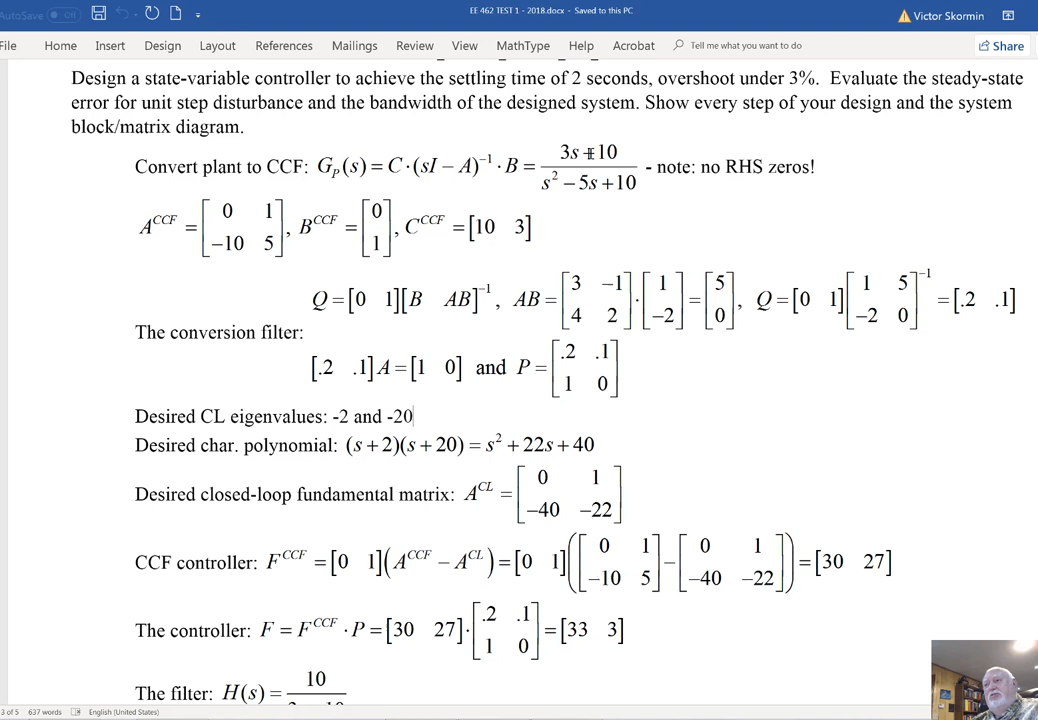 AutoSave Off EE 462 TEST 1 - 2018.docx - Saved to this PC Victor Skormin
File Home Insert Design Layout References Mailings Review View MathType Help Acrobat Tell me what you want to do Share
Design a state-variable controller to achieve the settling time of 2 seconds, overshoot under 3%. Evaluate the steady-state
error for unit step disturbance and the bandwidth of the designed system. Show every step of your design and the system
block/matrix diagram.
Convert plant to CCF: G_P(s) = C · (sI − A)^−1 · B = (3s + 10)/(s^2 − 5s + 10) - note: no RHS zeros!
A^CCF = [0 1; −10 5], B^CCF = [0; 1], C^CCF = [10 3]
Q = [0 1][B AB]^−1, AB = [3 −1; 4 2] · [1; −2] = [5; 0], Q = [0 1][1 5; −2 0]^−1 = [.2 .1]
The conversion filter:
[.2 .1]A = [1 0] and P = [.2 .1; 1 0]
Desired CL eigenvalues: -2 and -20
Desired char. polynomial: (s + 2)(s + 20) = s^2 + 22s + 40
Desired closed-loop fundamental matrix: A^CL = [0 1; −40 −22]
CCF controller: F^CCF = [0 1](A^CCF − A^CL) = [0 1]([0 1; −10 5] − [0 1; −40 −22]) = [30 27]
The controller: F = F^CCF · P = [30 27] · [.2 .1; 1 0] = [33 3]
The filter: H(s) = 10
3 of 5 637 words English (United States)